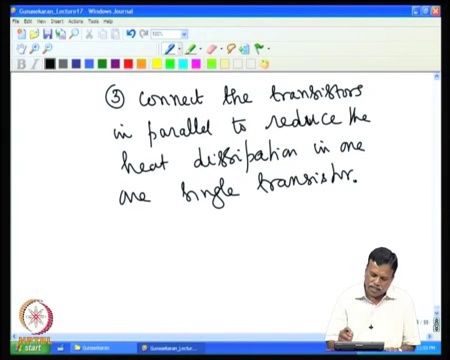 Gunasekaran_Lecture17 - Windows Journal
File Edit View Insert Actions Tools Help
100%
③ Connect the transistors
in parallel to reduce the
heat dissipation in one
one single transistor.
NPTEL
start
Gunasekaran
Gunasekaran_Lectu...